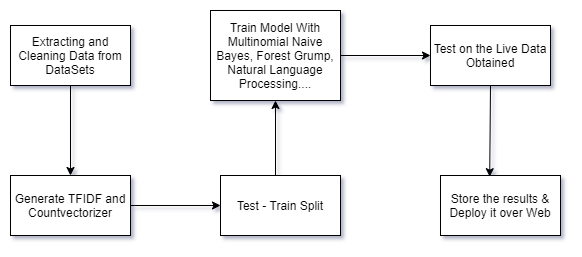 Extracting and
Cleaning Data from
DataSets
Generate TFIDF and
Countvectorizer
Test - Train Split
Train Model With
Multinomial Naive
Bayes, Forest Grump,
Natural Language
Processing....
Test on the Live Data
Obtained
Store the results &
Deploy it over Web